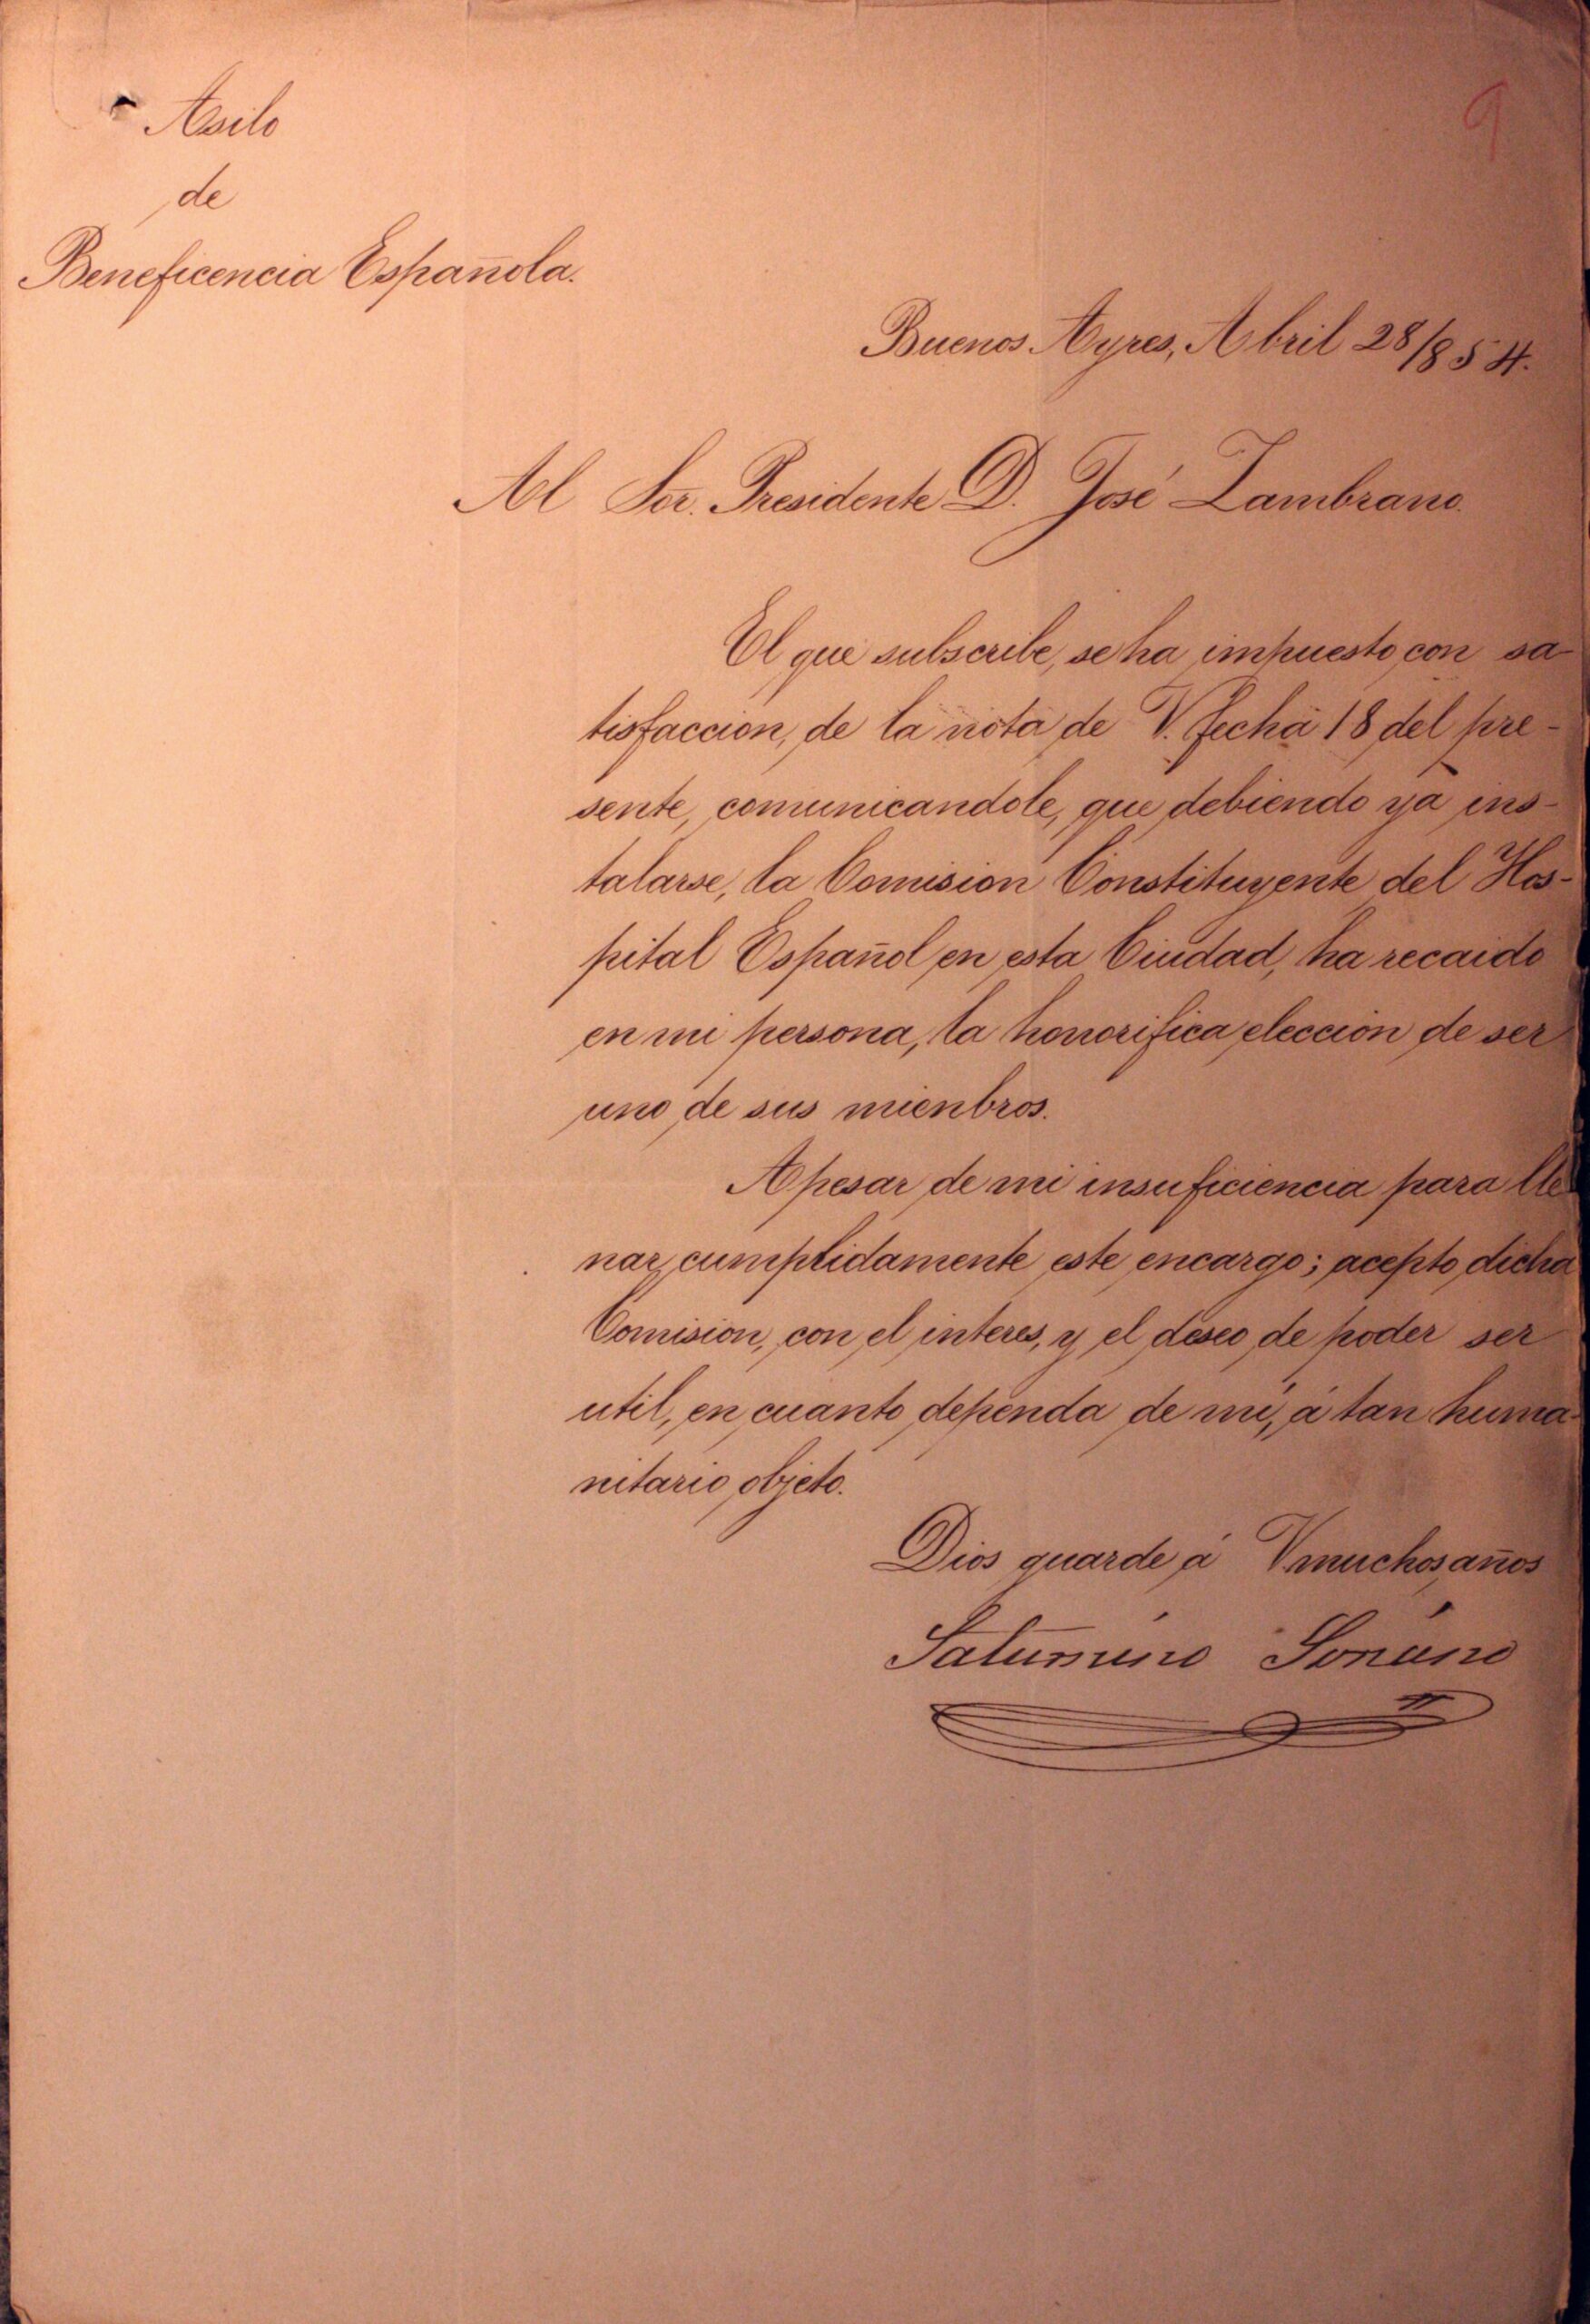 9
Asilo
de
Beneficencia Española.
Buenos Ayres, Abril 28/854.
Al Sor. Presidente D. José Zambrano.
El que subscribe, se ha impuesto, con sa-
tisfaccion, de la nota de V. fecha 18 del pre-
sente, comunicandole, que debiendo ya ins-
talarse, la Comision Constituyente del Hos-
pital Español en esta Ciudad, ha recaido
en mi persona, la honorifica eleccion de ser
uno de sus mienbros.
Apesar de mi insuficiencia para lle
nar cumplidamente este encargo; acepto dicha
Comision, con el interes, y el deseo de poder ser
util, en cuanto dependa de mi, á tan huma-
nitario objeto.
Dios guarde á V. muchos años
Saturnino Soriano